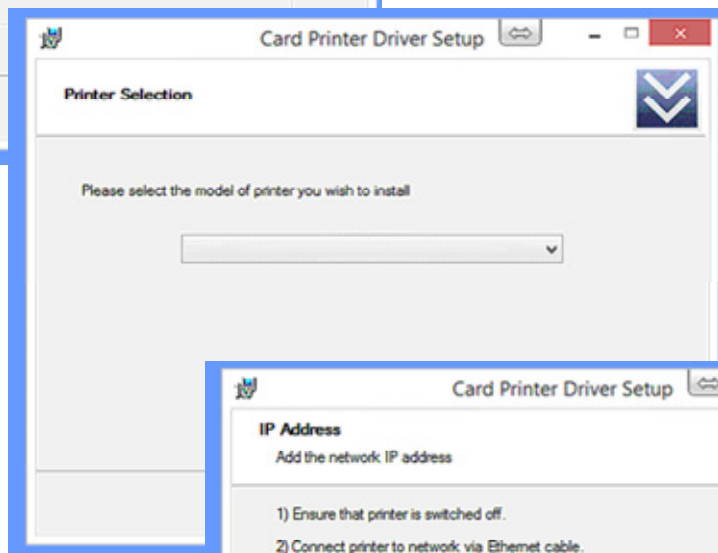 Card Printer Driver Setup
Printer Selection
Please select the model of printer you wish to install
Card Printer Driver Setup
IP Address
Add the network IP address
1) Ensure that printer is switched off.
2) Connect printer to network via Ethernet cable.